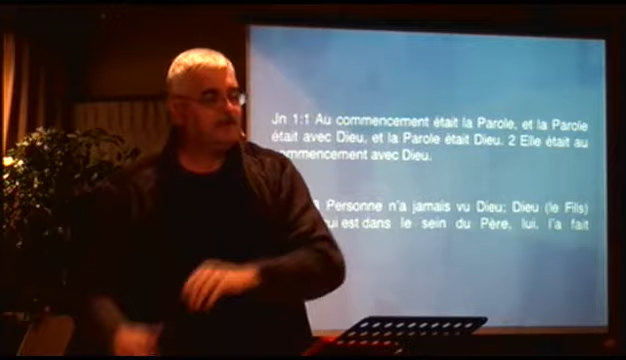 Jn 1:1 Au commencement était la Parole, et la Parole
était avec Dieu, et la Parole était Dieu. 2 Elle était au
commencement avec Dieu.
Personne n'a jamais vu Dieu; Dieu (le Fils)
est dans le sein du Père, lui, l'a fait